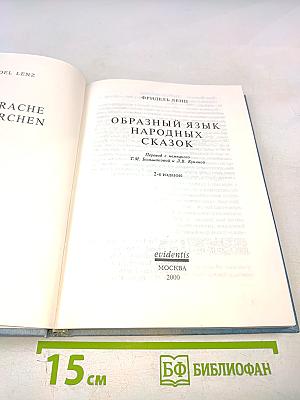 DEL LENZ
RACHE
RCHEN
ФРИДЕЛЬ ЛЕНЦ
ОБРАЗНЫЙ ЯЗЫК
НАРОДНЫХ
СКАЗОК
Перевод с немецкого
2-е издание
evidentis
МОСКВА
2000
15 см
БФ БИБЛИОФАН